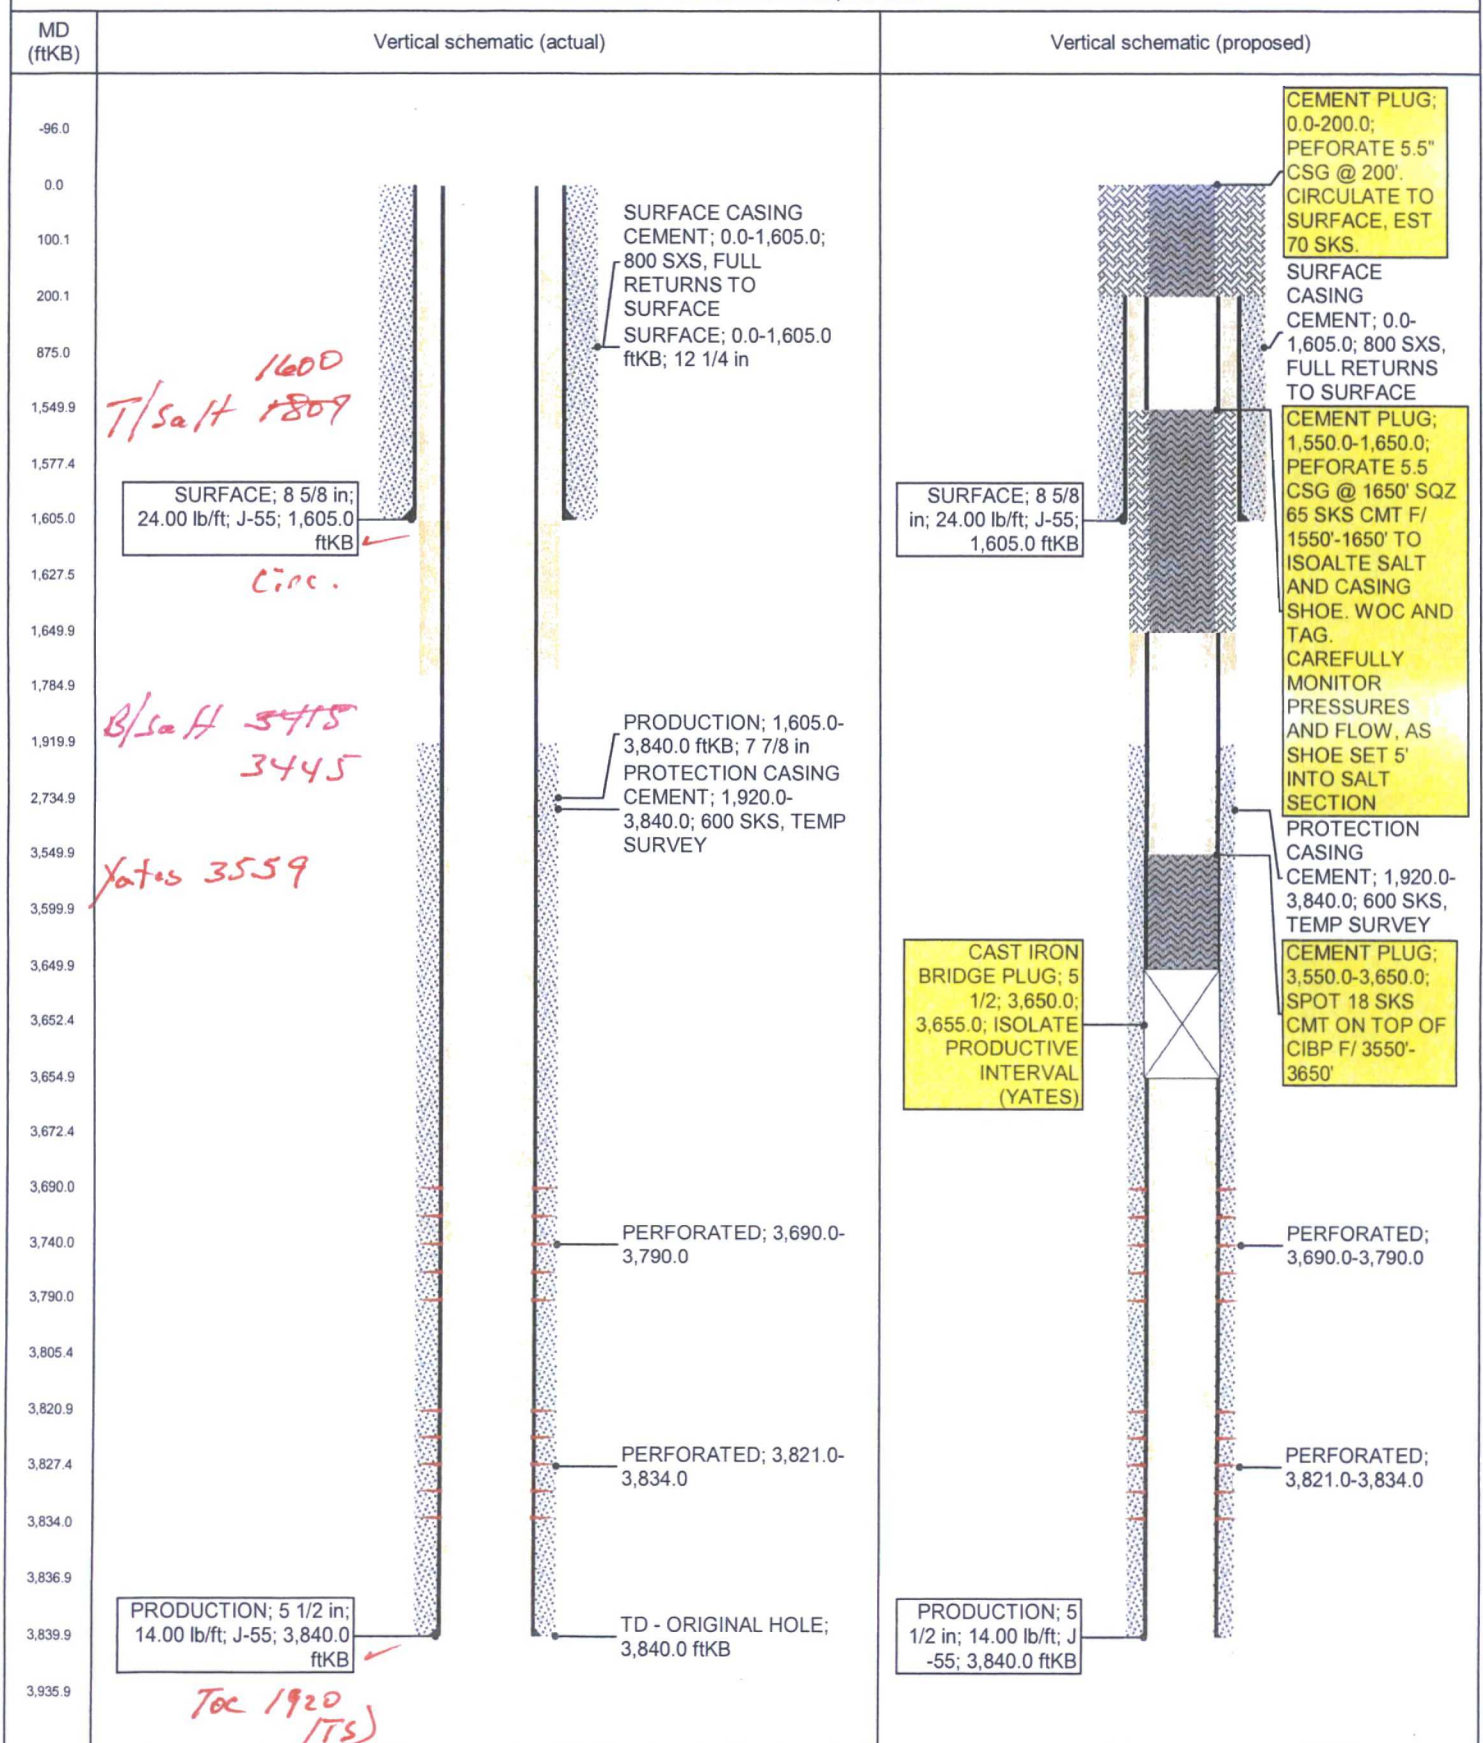 MD
(ftKB)
Vertical schematic (actual)
Vertical schematic (proposed)
-96.0
0.0
100.1
200.1
875.0
1,549.9
1,577.4
1,605.0
1,627.5
1,649.9
1,784.9
1,919.9
2,734.9
3,549.9
3,599.9
3,649.9
3,652.4
3,654.9
3,672.4
3,690.0
3,740.0
3,790.0
3,805.4
3,820.9
3,827.4
3,834.0
3,836.9
3,839.9
3,935.9
SURFACE CASING
CEMENT; 0.0-1,605.0;
800 SXS, FULL
RETURNS TO
SURFACE
SURFACE; 0.0-1,605.0
ftKB; 12 1/4 in
1600
T/Salt 1809
SURFACE; 8 5/8 in;
24.00 lb/ft; J-55; 1,605.0
ftKB
Circ.
B/Salt 3415
3445
PRODUCTION; 1,605.0-
3,840.0 ftKB; 7 7/8 in
PROTECTION CASING
CEMENT; 1,920.0-
3,840.0; 600 SKS, TEMP
SURVEY
Yates 3559
PERFORATED; 3,690.0-
3,790.0
PERFORATED; 3,821.0-
3,834.0
PRODUCTION; 5 1/2 in;
14.00 lb/ft; J-55; 3,840.0
ftKB
TD - ORIGINAL HOLE;
3,840.0 ftKB
Toc 1920
(TS)
CEMENT PLUG;
0.0-200.0;
PEFORATE 5.5"
CSG @ 200'.
CIRCULATE TO
SURFACE, EST
70 SKS.
SURFACE
CASING
CEMENT; 0.0-
1,605.0; 800 SXS,
FULL RETURNS
TO SURFACE
CEMENT PLUG;
1,550.0-1,650.0;
PEFORATE 5.5
CSG @ 1650' SQZ
65 SKS CMT F/
1550'-1650' TO
ISOALTE SALT
AND CASING
SHOE. WOC AND
TAG.
CAREFULLY
MONITOR
PRESSURES
AND FLOW, AS
SHOE SET 5'
INTO SALT
SECTION
SURFACE; 8 5/8
in; 24.00 lb/ft; J-55;
1,605.0 ftKB
PROTECTION
CASING
CEMENT; 1,920.0-
3,840.0; 600 SKS,
TEMP SURVEY
CAST IRON
BRIDGE PLUG; 5
1/2; 3,650.0;
3,655.0; ISOLATE
PRODUCTIVE
INTERVAL
(YATES)
CEMENT PLUG;
3,550.0-3,650.0;
SPOT 18 SKS
CMT ON TOP OF
CIBP F/ 3550'-
3650'
PERFORATED;
3,690.0-3,790.0
PERFORATED;
3,821.0-3,834.0
PRODUCTION; 5
1/2 in; 14.00 lb/ft; J
-55; 3,840.0 ftKB